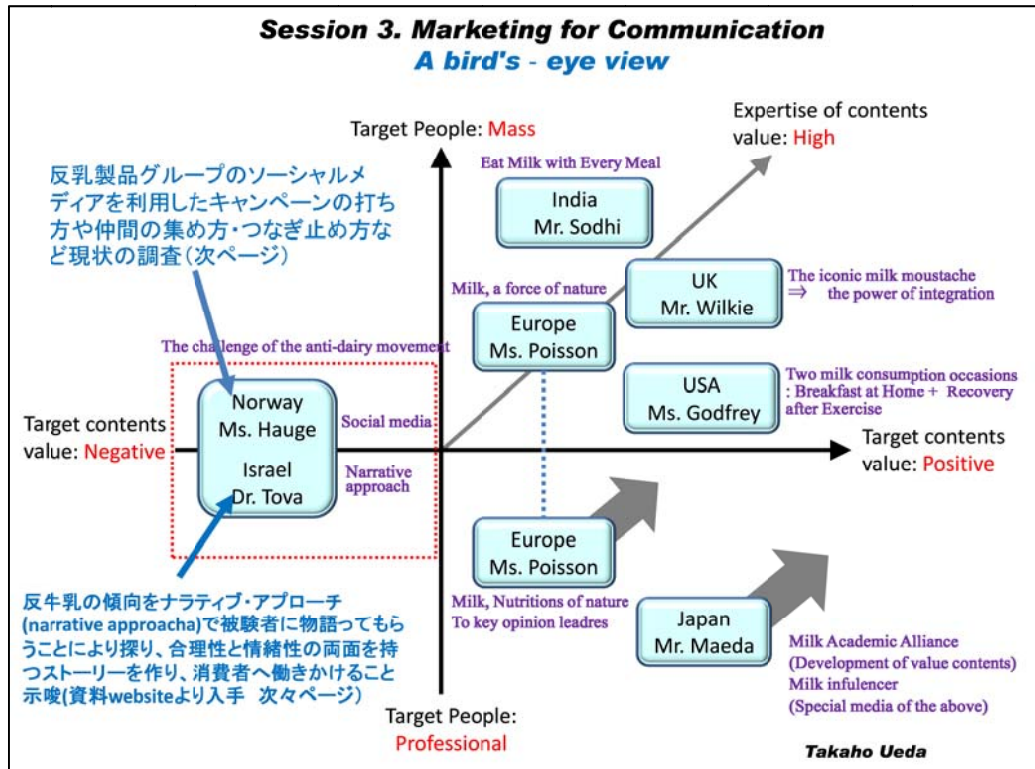 Session 3. Marketing for Communication
A bird's - eye view
Target People: Mass
Expertise of contents
value: High
反乳製品グループのソーシャルメ
ディアを利用したキャンペーンの打ち
方や仲間の集め方・つなぎ止め方な
ど現状の調査(次ページ)
Eat Milk with Every Meal
India
Mr. Sodhi
Milk, a force of nature
Europe
Ms. Poisson
UK
Mr. Wilkie
The iconic milk moustache
⇒ the power of integration
The challenge of the anti-dairy movement
USA
Ms. Godfrey
Two milk consumption occasions
: Breakfast at Home + Recovery
after Exercise
Target contents
value: Negative
Norway
Ms. Hauge
Israel
Dr. Tova
Social media
Narrative
approach
Target contents
value: Positive
Europe
Ms. Poisson
Milk, Nutritions of nature
To key opinion leadres
Japan
Mr. Maeda
Milk Academic Alliance
(Development of value contents)
Milk infulencer
(Special media of the above)
反牛乳の傾向をナラティブ・アプローチ
(narrative approacha)で被験者に物語ってもら
うことにより探り、合理性と情緒性の両面を持
つストーリーを作り、消費者へ働きかけること
示唆(資料websiteより入手 次々ページ)
Target People:
Professional
Takaho Ueda